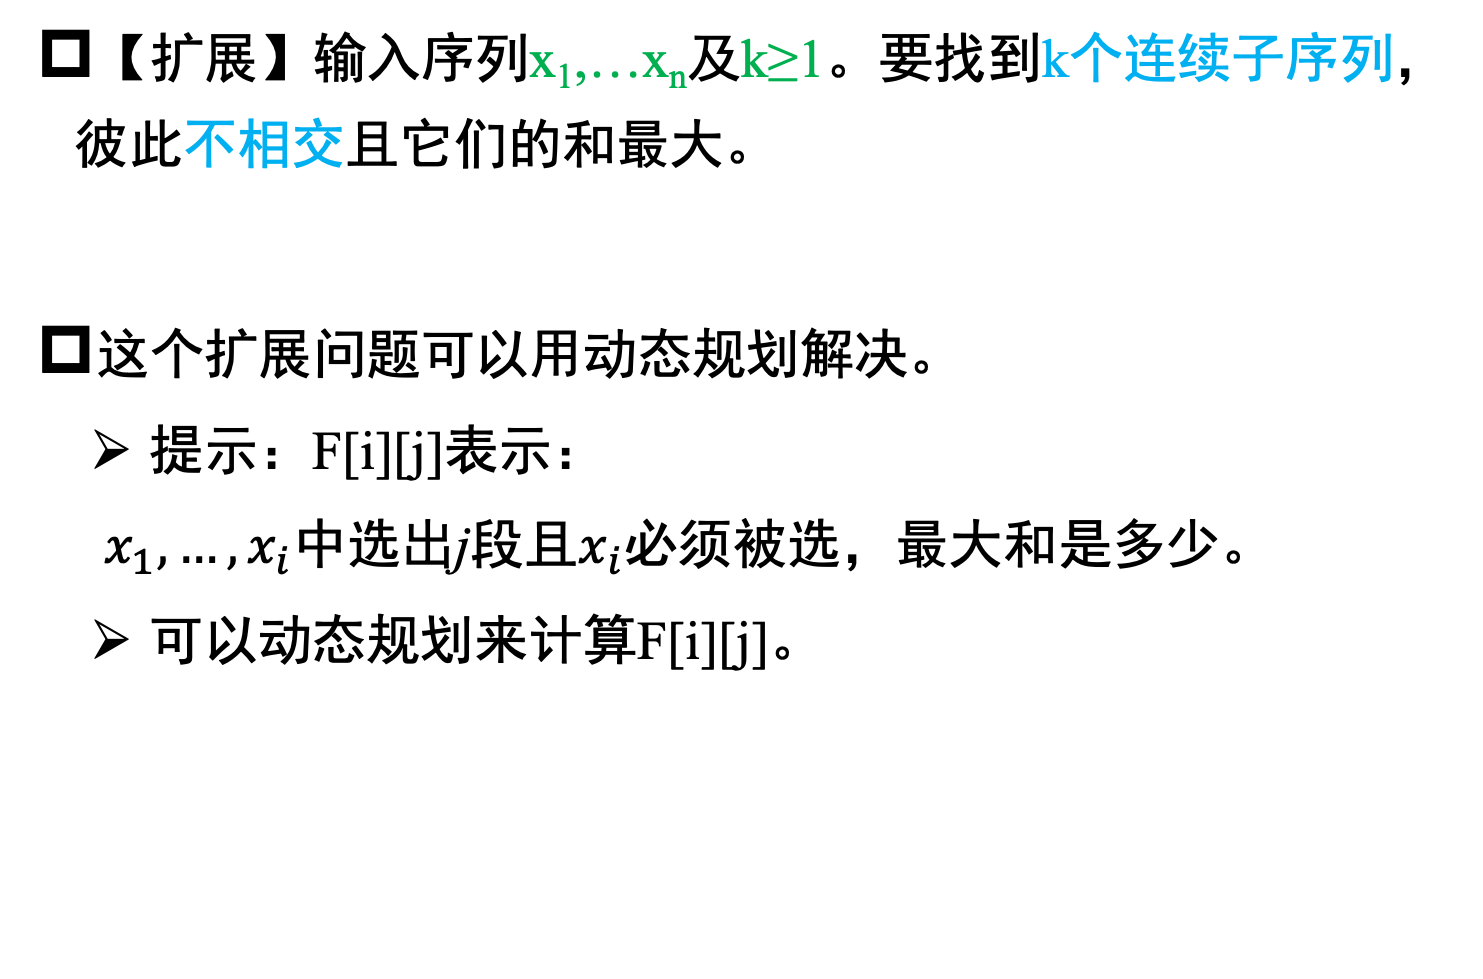 【扩展】输入序列x1,…xn及k≥1。要找到k个连续子序列，
彼此不相交且它们的和最大。
这个扩展问题可以用动态规划解决。
➢ 提示：F[i][j]表示：
x1, … , xi中选出j段且xi必须被选，最大和是多少。
➢ 可以动态规划来计算F[i][j]。